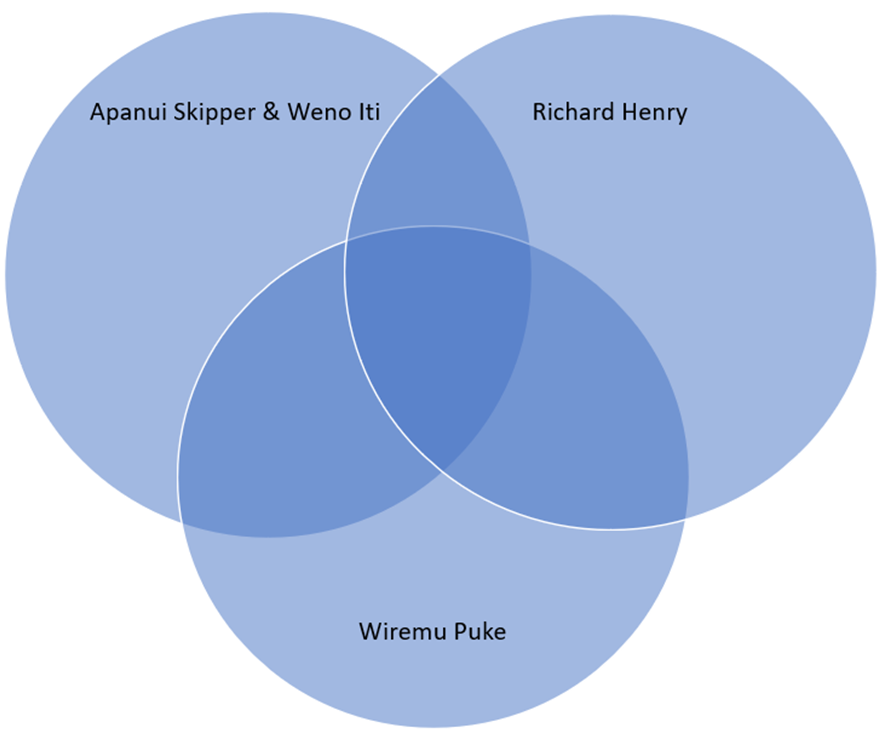 Apanui Skipper & Weno Iti
Richard Henry
Wiremu Puke